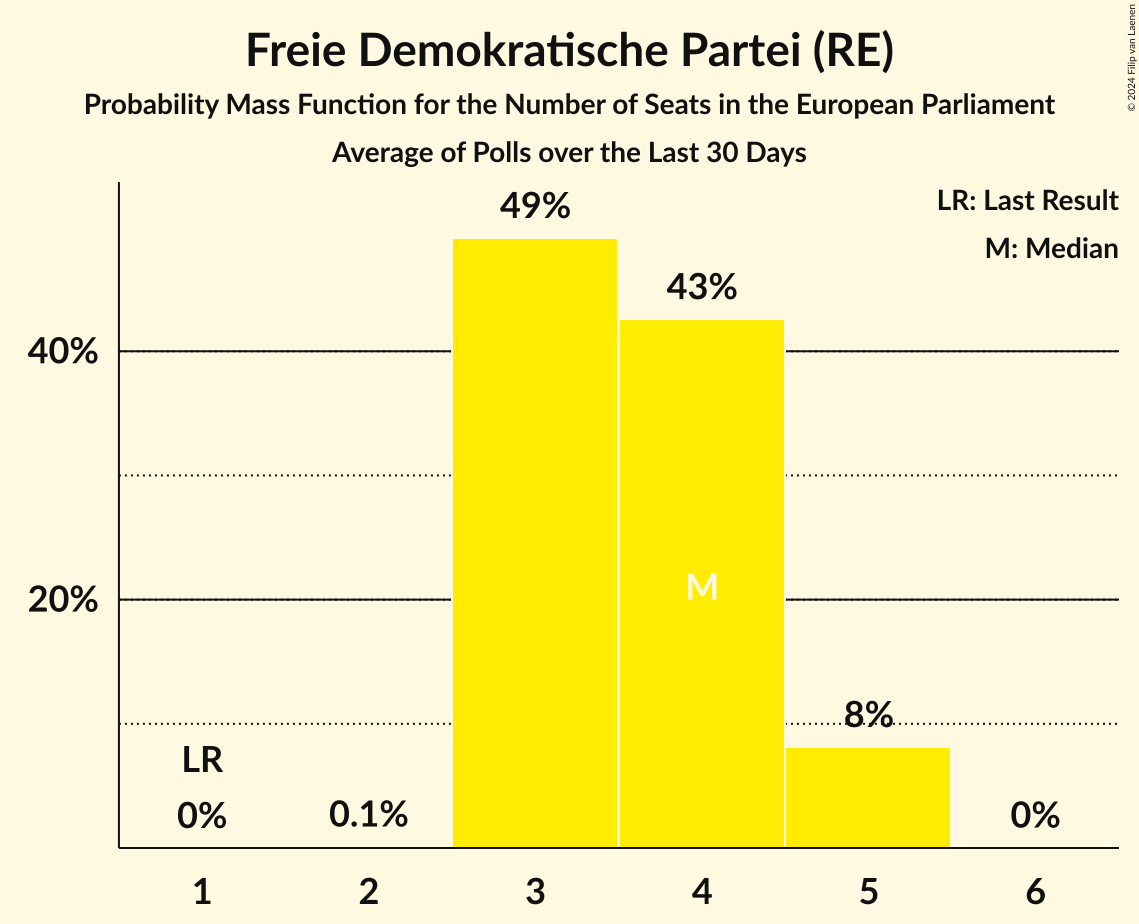 Freie Demokratische Partei (RE)
Probability Mass Function for the Number of Seats in the European Parliament
Average of Polls over the Last 30 Days
© 2024 Filip van Laenen
LR: Last Result
M: Median
49%
43%
40%
M
20%
8%
LR
0%
0.1%
0%
1
2
3
4
5
6